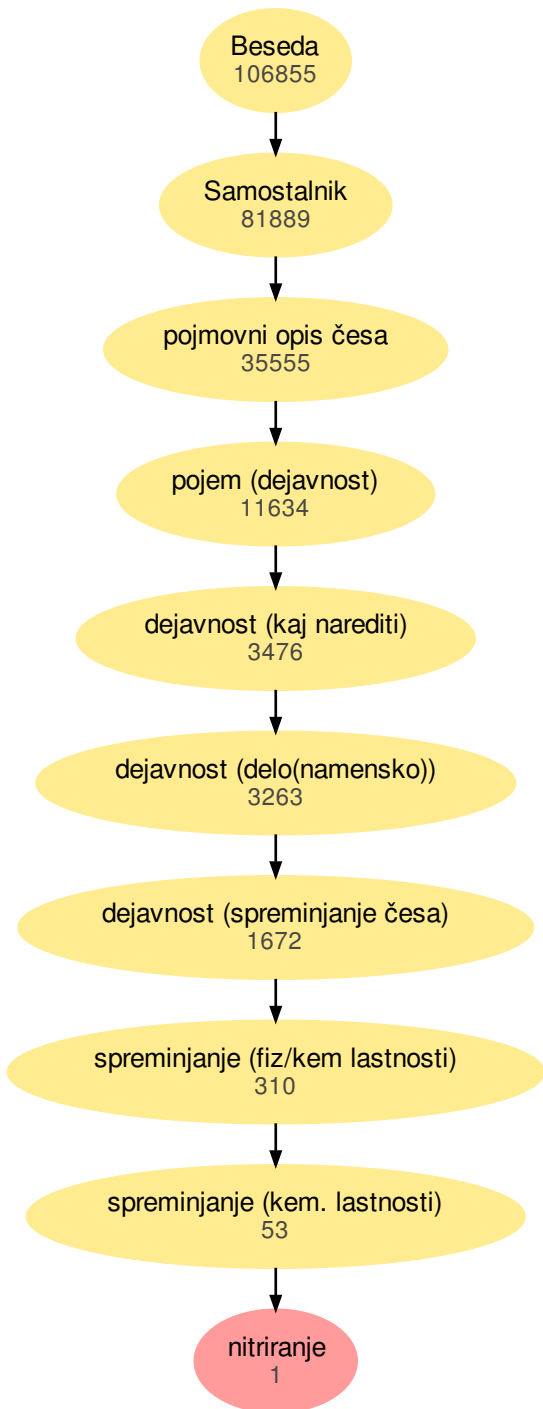 Beseda
106855
Samostalnik
81889
pojmovni opis česa
35555
pojem (dejavnost)
11634
dejavnost (kaj narediti)
3476
dejavnost (delo(namensko))
3263
dejavnost (spreminjanje česa)
1672
spreminjanje (fiz/kem lastnosti)
310
spreminjanje (kem. lastnosti)
53
nitriranje
1